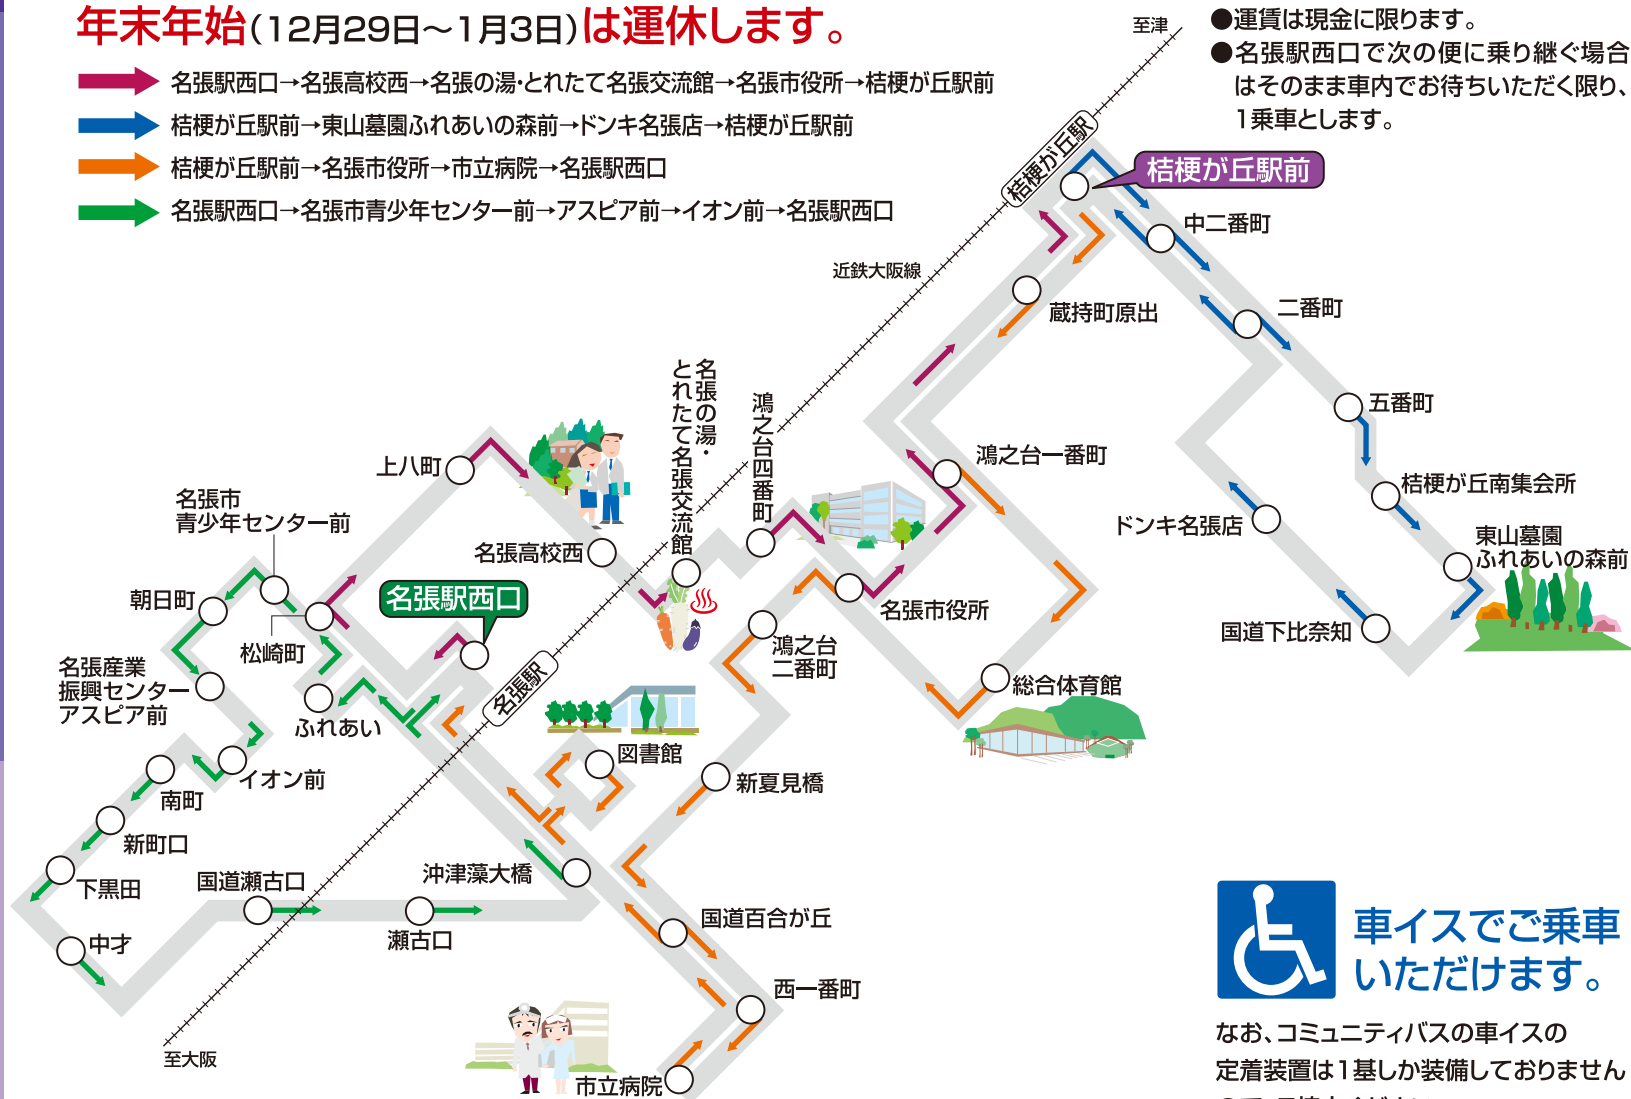 年末年始(12月29日～1月3日)は運休します。
名張駅西口→名張高校西→名張の湯・とれたて名張交流館→名張市役所→桔梗が丘駅前
桔梗が丘駅前→東山墓園ふれあいの森前→ドンキ名張店→桔梗が丘駅前
桔梗が丘駅前→名張市役所→市立病院→名張駅西口
名張駅西口→名張市青少年センター前→アスピア前→イオン前→名張駅西口
●運賃は現金に限ります。
●名張駅西口で次の便に乗り継ぐ場合
はそのまま車内でお待ちいただく限り、
1乗車とします。
至津
桔梗が丘駅
桔梗が丘駅前
中二番町
近鉄大阪線
蔵持町原出
二番町
五番町
桔梗が丘南集会所
東山墓園
ふれあいの森前
ドンキ名張店
国道下比奈知
鴻之台一番町
名張の湯・
とれたて名張交流館
鴻之台四番町
上八町
名張市
青少年センター前
名張高校西
名張駅西口
朝日町
松崎町
名張市役所
鴻之台
二番町
総合体育館
名張産業
振興センター
アスピア前
ふれあい
名張駅
図書館
新夏見橋
イオン前
南町
新町口
下黒田
国道瀬古口
沖津藻大橋
中才
瀬古口
国道百合が丘
西一番町
至大阪
市立病院
車イスでご乗車
いただけます。
なお、コミュニティバスの車イスの
定着装置は1基しか装備しておりません